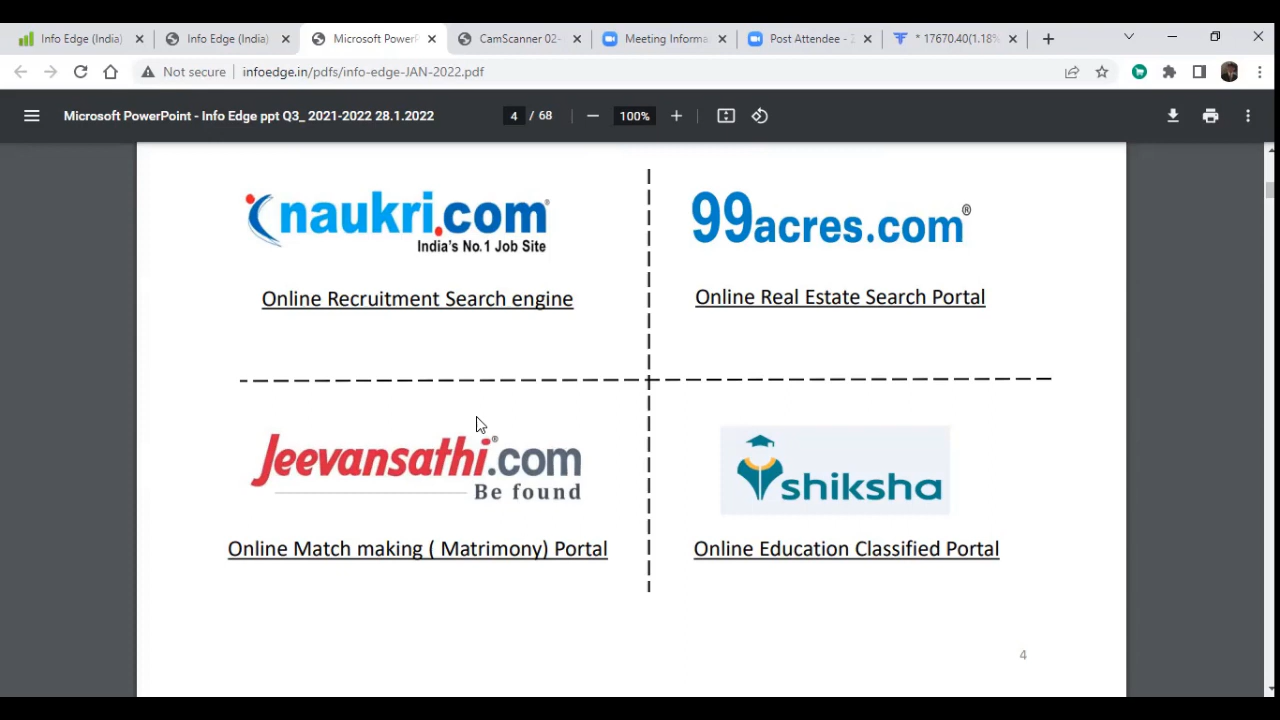 Info Edge (India)
Info Edge (India)
Microsoft PowerP
CamScanner 02-
Meeting Informa
Post Attendee - Z
* 17670.40(1.18%
Not secure
infoedge.in/pdfs/info-edge-JAN-2022.pdf
Microsoft PowerPoint - Info Edge ppt Q3_ 2021-2022 28.1.2022
4 / 68
100%
naukri.com®
India's No.1 Job Site
99acres.com®
Online Recruitment Search engine
Online Real Estate Search Portal
Jeevansathi®.com
Be found
shiksha
Online Match making ( Matrimony) Portal
Online Education Classified Portal
4